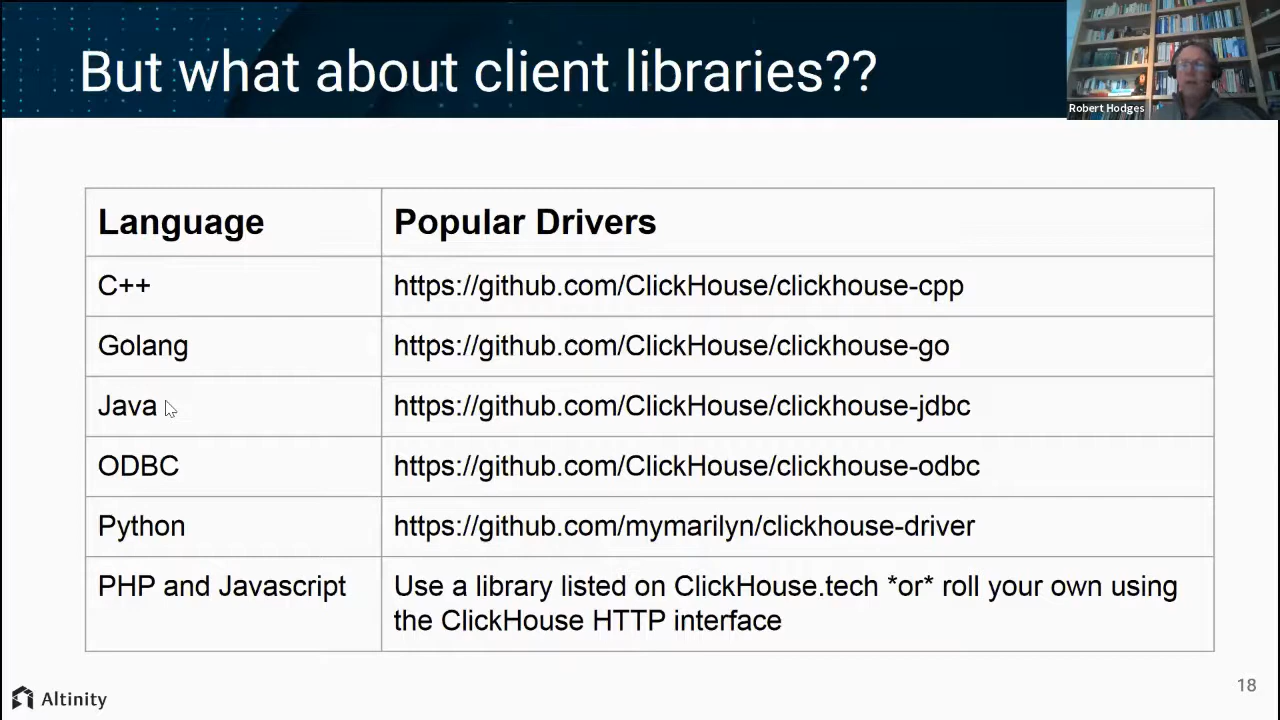 But what about client libraries??
Robert Hodges
Language Popular Drivers
C++ https://github.com/ClickHouse/clickhouse-cpp
Golang https://github.com/ClickHouse/clickhouse-go
Java https://github.com/ClickHouse/clickhouse-jdbc
ODBC https://github.com/ClickHouse/clickhouse-odbc
Python https://github.com/mymarilyn/clickhouse-driver
PHP and Javascript Use a library listed on ClickHouse.tech *or* roll your own using
the ClickHouse HTTP interface
Altinity
18